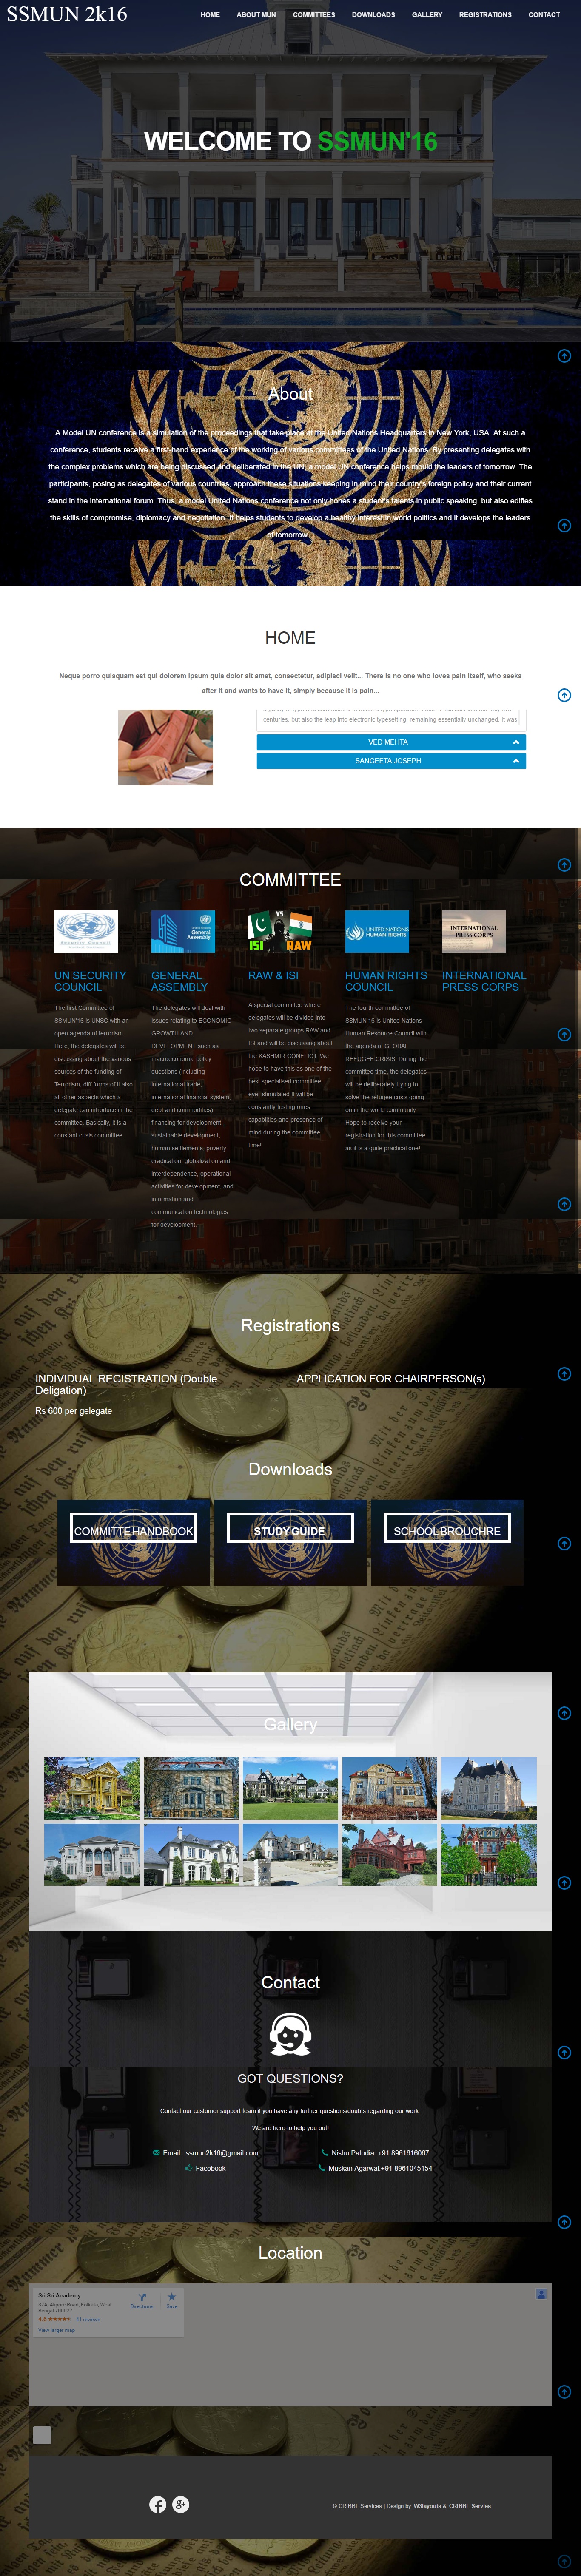 SSMUN 2k16
HOME ABOUT MUN COMMITTEES DOWNLOADS GALLERY REGISTRATIONS CONTACT
WELCOME TO SSMUN'16
About
A Model UN conference is a simulation of the proceedings that take place at the United Nations Headquarters in New York, USA. At such a
conference, students receive a first-hand experience of the working of various committees of the United Nations. By presenting delegates with
the complex problems which are being discussed and deliberated in the UN, a model UN conference helps mould the leaders of tomorrow. The
participants, posing as delegates of various countries, approach these situations keeping in mind their country's foreign policy and their current
stand in the international forum. Thus, a model United Nations conference not only hones a student's talents in public speaking, but also edifies
the skills of compromise, diplomacy and negotiation. It helps students to develop a healthy interest in world politics and it develops the leaders
of tomorrow.
HOME
Neque porro quisquam est qui dolorem ipsum quia dolor sit amet, consectetur, adipisci velit... There is no one who loves pain itself, who seeks
after it and wants to have it, simply because it is pain...
centuries, but also the leap into electronic typesetting, remaining essentially unchanged. It was
VED MEHTA
SANGEETA JOSEPH
COMMITTEE
Security Council
United Nations
General
Assembly
VS
ISI RAW
UNITED NATIONS
HUMAN RIGHTS
INTERNATIONAL
PRESS CORPS
UN SECURITY
COUNCIL
The first Committee of
SSMUN'16 is UNSC with an
open agenda of terrorism.
Here, the delegates will be
discussing about the various
sources of the funding of
Terrorism, diff forms of it also
all other aspects which a
delegate can introduce in the
committee. Basically, it is a
constant crisis committee.
GENERAL
ASSEMBLY
The delegates will deal with
issues relating to ECONOMIC
GROWTH AND
DEVELOPMENT such as
macroeconomic policy
questions (including
international trade,
international financial system,
debt and commodities),
financing for development,
sustainable development,
human settlements, poverty
eradication, globalization and
interdependence, operational
activities for development, and
information and
communication technologies
for development.
RAW & ISI
A special committee where
delegates will be divided into
two separate groups RAW and
ISI and will be discussing about
the KASHMIR CONFLICT. We
hope to have this as one of the
best specialised committee
ever stimulated.It will be
constantly testing ones
capabilities and presence of
mind during the committee
time!
HUMAN RIGHTS
COUNCIL
The fourth committee of
SSMUN'16 is United Nations
Human Resource Council with
the agenda of GLOBAL
REFUGEE CRISIS. During the
committee time, the delegates
will be deliberately trying to
solve the refugee crisis going
on in the world community.
Hope to receive your
registration for this committee
as it is a quite practical one!
INTERNATIONAL
PRESS CORPS
Registrations
INDIVIDUAL REGISTRATION (Double
Deligation)
Rs 600 per gelegate
APPLICATION FOR CHAIRPERSON(s)
Downloads
COMMITTE HANDBOOK
STUDY GUIDE
SCHOOL BROUCHRE
Gallery
Contact
GOT QUESTIONS?
Contact our customer support team if you have any further questions/doubts regarding our work.
We are here to help you out!
Email : ssmun2k16@gmail.com
Nishu Patodia: +91 8961616067
Facebook
Muskan Agarwal:+91 8961045154
Location
Sri Sri Academy
37A, Alipore Road, Kolkata, West
Bengal 700027
4.6 41 reviews
View larger map
Directions
Save
© CRIBBL Services | Design by W3layouts & CRIBBL Servies